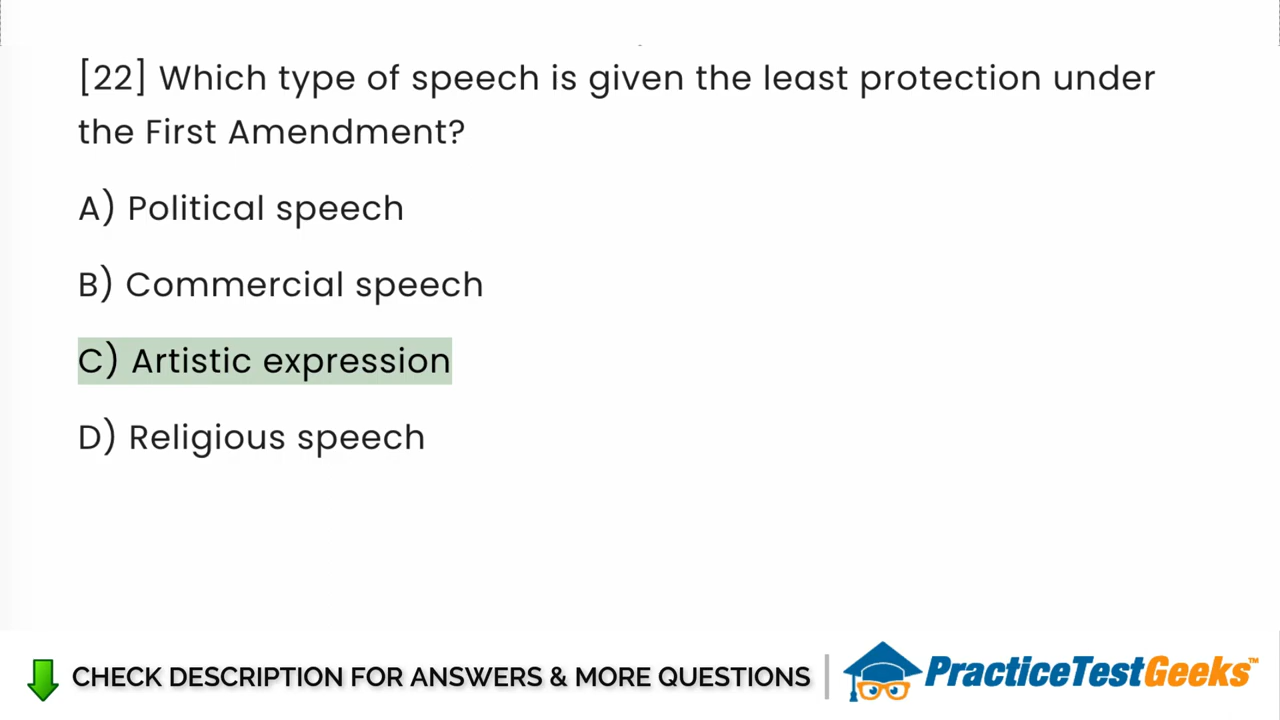 [22] Which type of speech is given the least protection under
the First Amendment?
A) Political speech
B) Commercial speech
C) Artistic expression
D) Religious speech
CHECK DESCRIPTION FOR ANSWERS & MORE QUESTIONS
PracticeTestGeeks™